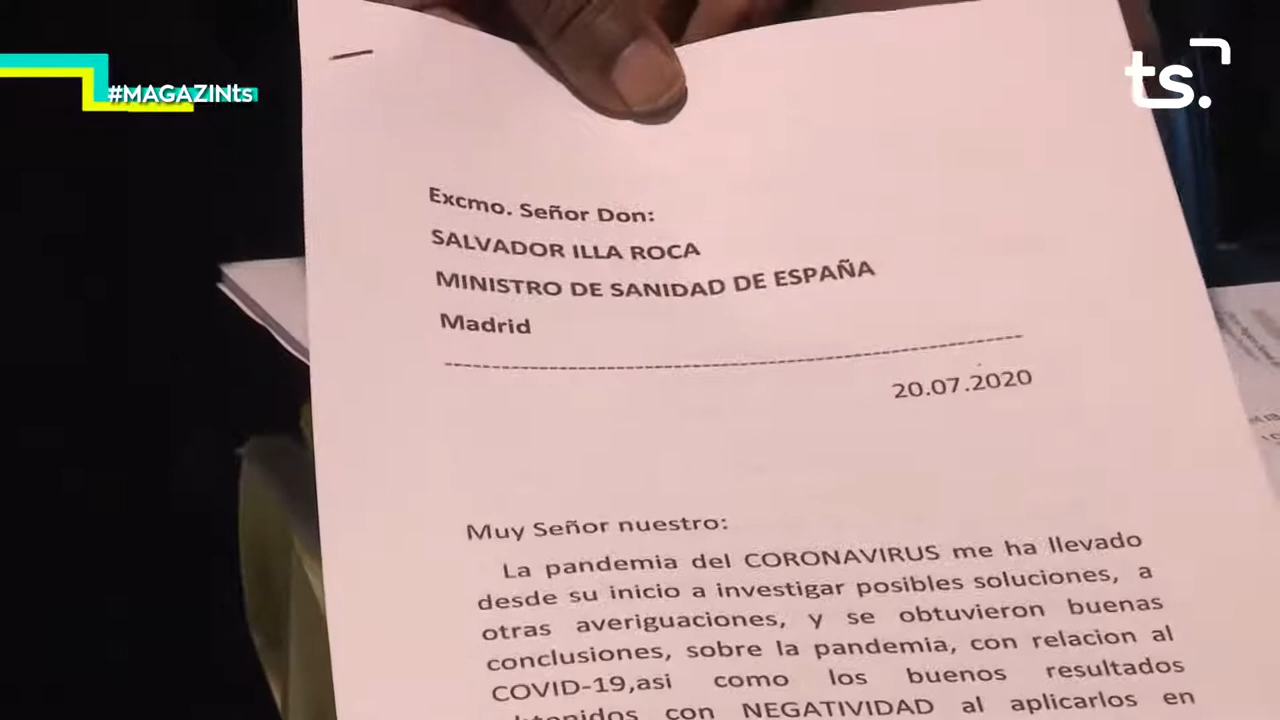 #MAGAZINts
ts.
Excmo. Señor Don:
SALVADOR ILLA ROCA
MINISTRO DE SANIDAD DE ESPAÑA
Madrid
20.07.2020
Muy Señor nuestro:
La pandemia del CORONAVIRUS me ha llevado
desde su inicio a investigar posibles soluciones, a
otras averiguaciones, y se obtuvieron buenas
conclusiones, sobre la pandemia, con relacion al
COVID-19,asi como los buenos resultados
con NEGATIVIDAD al aplicarlos en